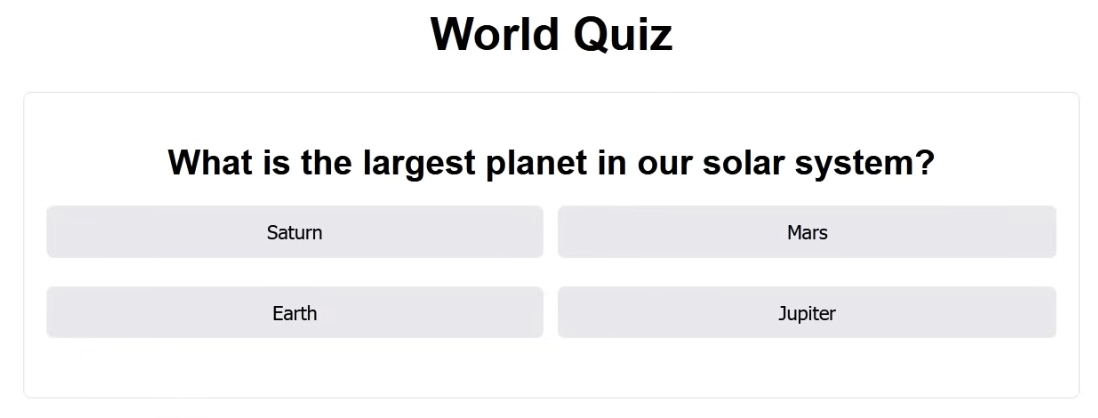 World Quiz
What is the largest planet in our solar system?
Saturn
Mars
Earth
Jupiter